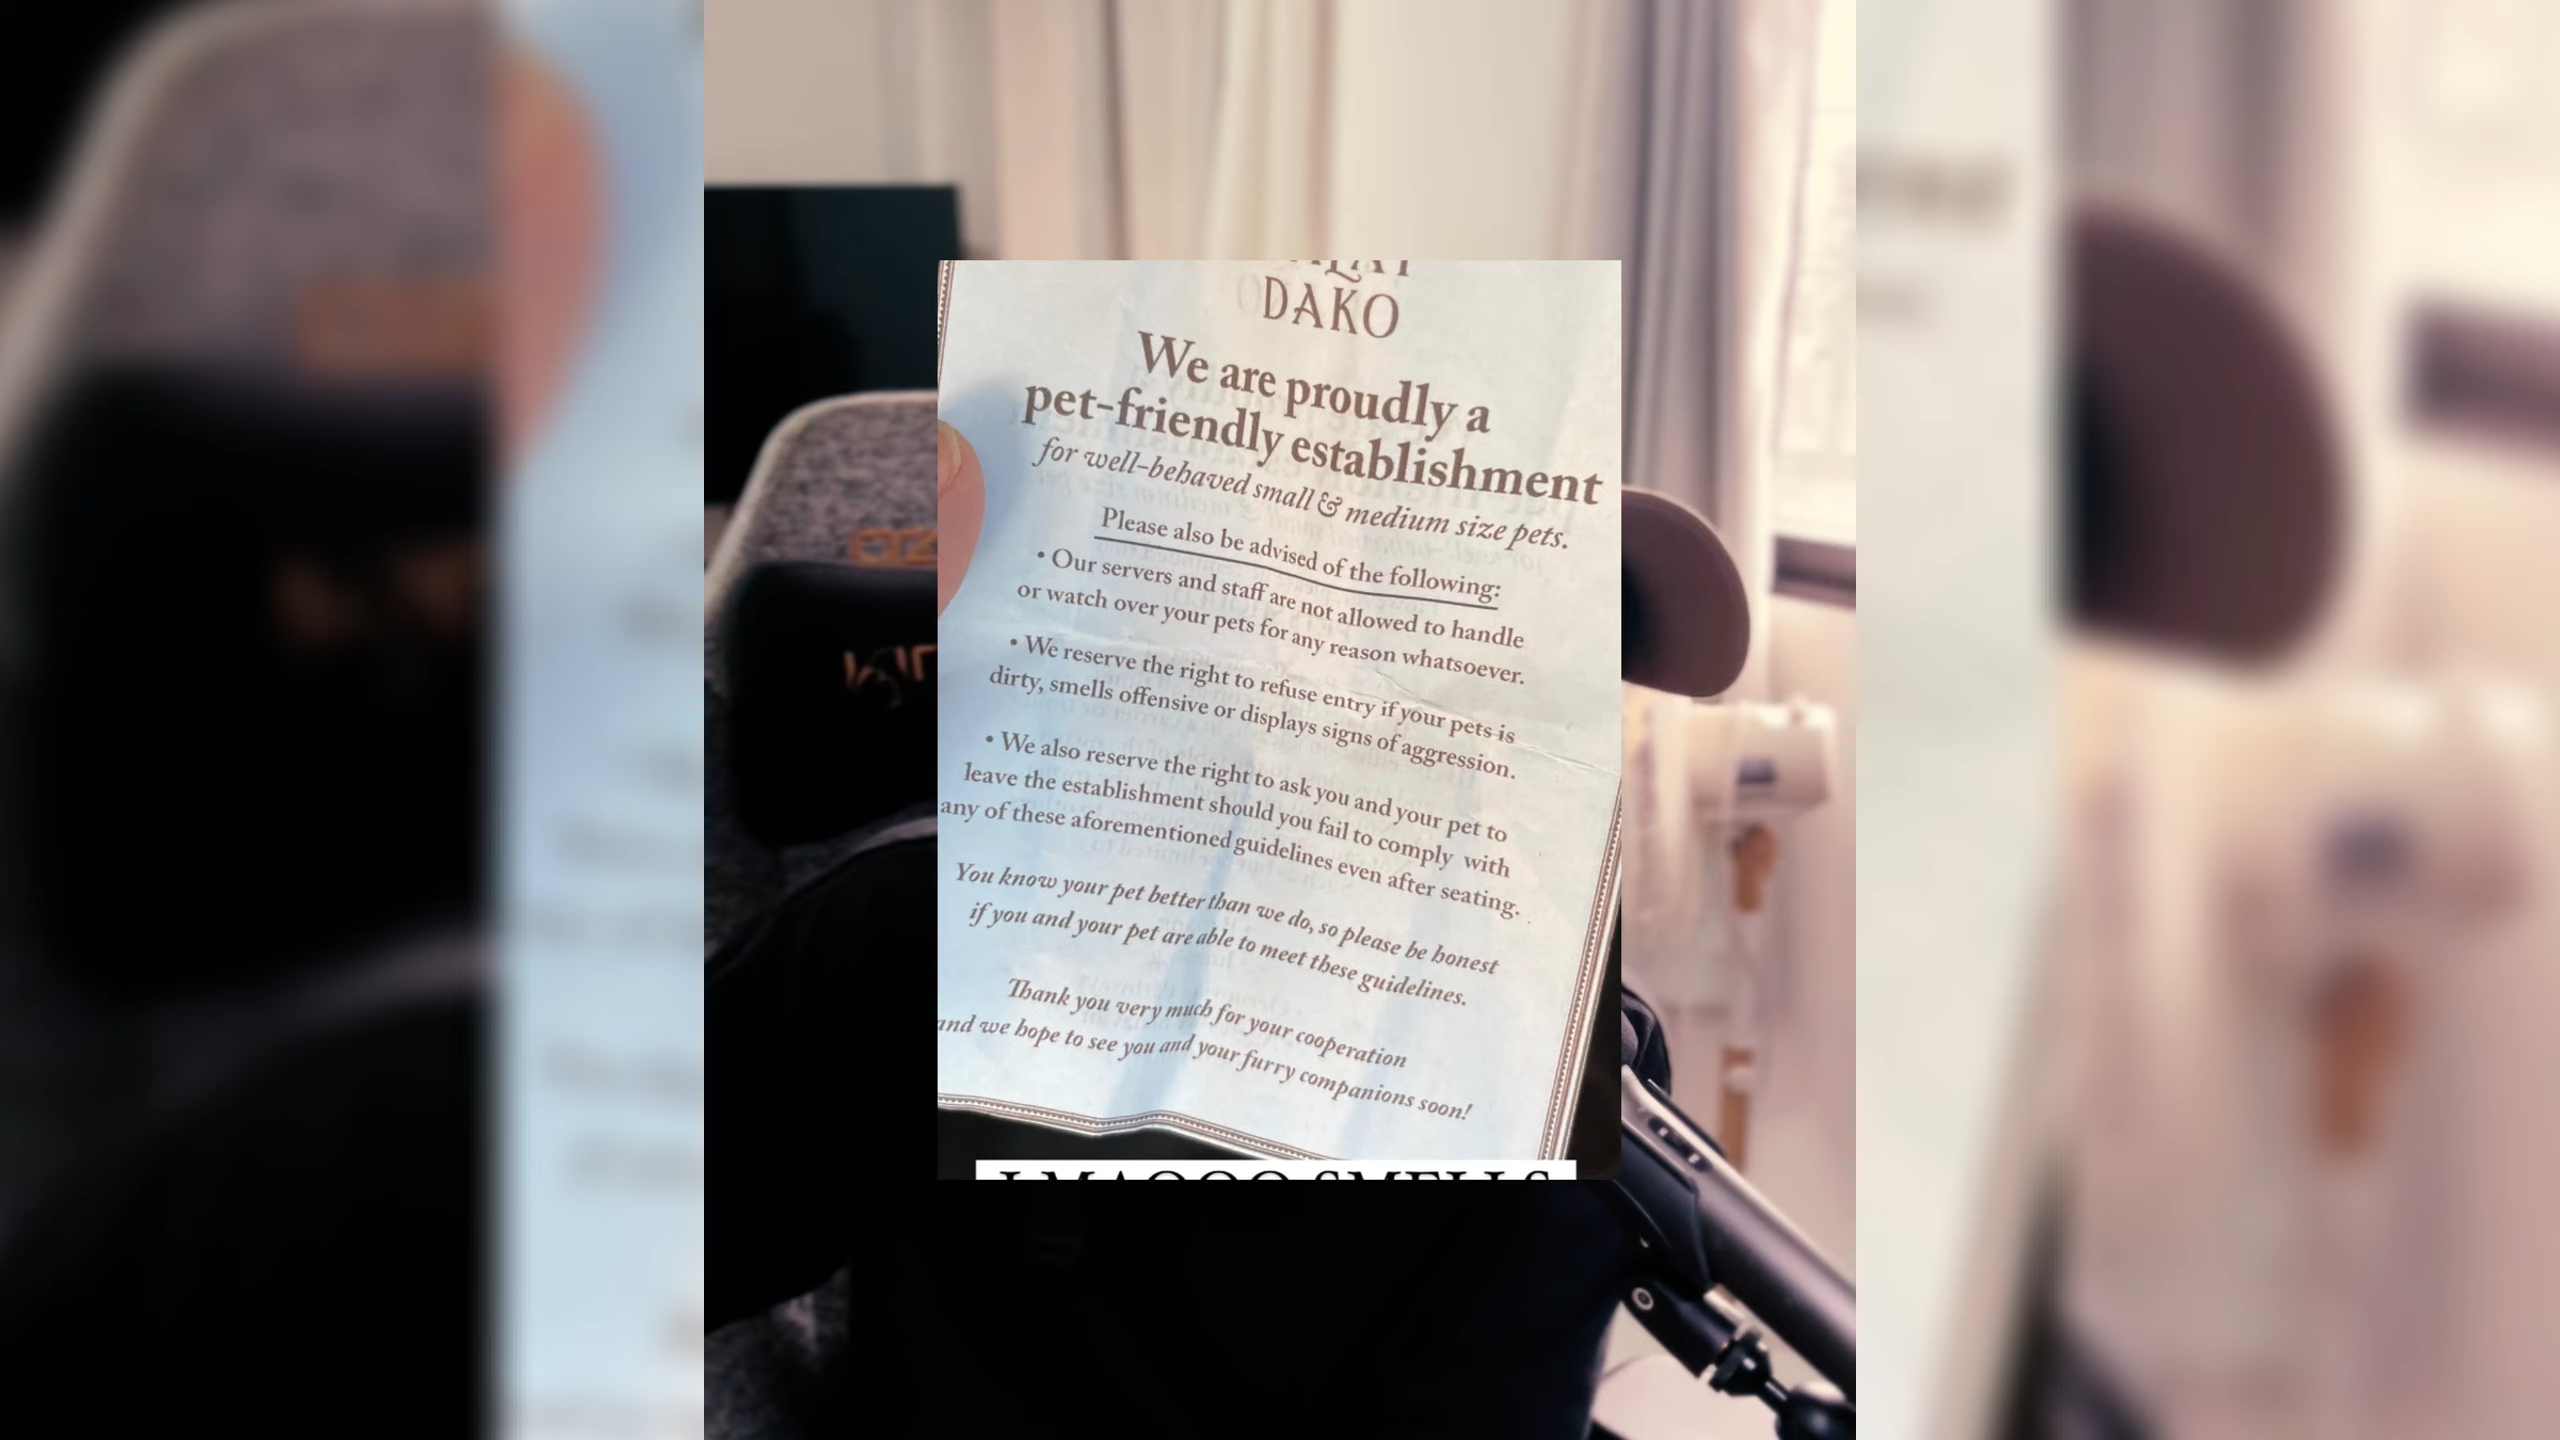 DAKO
We are proudly a
pet-friendly establishment
for well-behaved small & medium size pets.
Please also be advised of the following:
• Our servers and staff are not allowed to handle
or watch over your pets for any reason whatsoever.
• We reserve the right to refuse entry if your pets is
dirty, smells offensive or displays signs of aggression.
• We also reserve the right to ask you and your pet to
leave the establishment should you fail to comply with
any of these aforementioned guidelines even after seating.
You know your pet better than we do, so please be honest
if you and your pet are able to meet these guidelines.
Thank you very much for your cooperation
and we hope to see you and your furry companions soon!